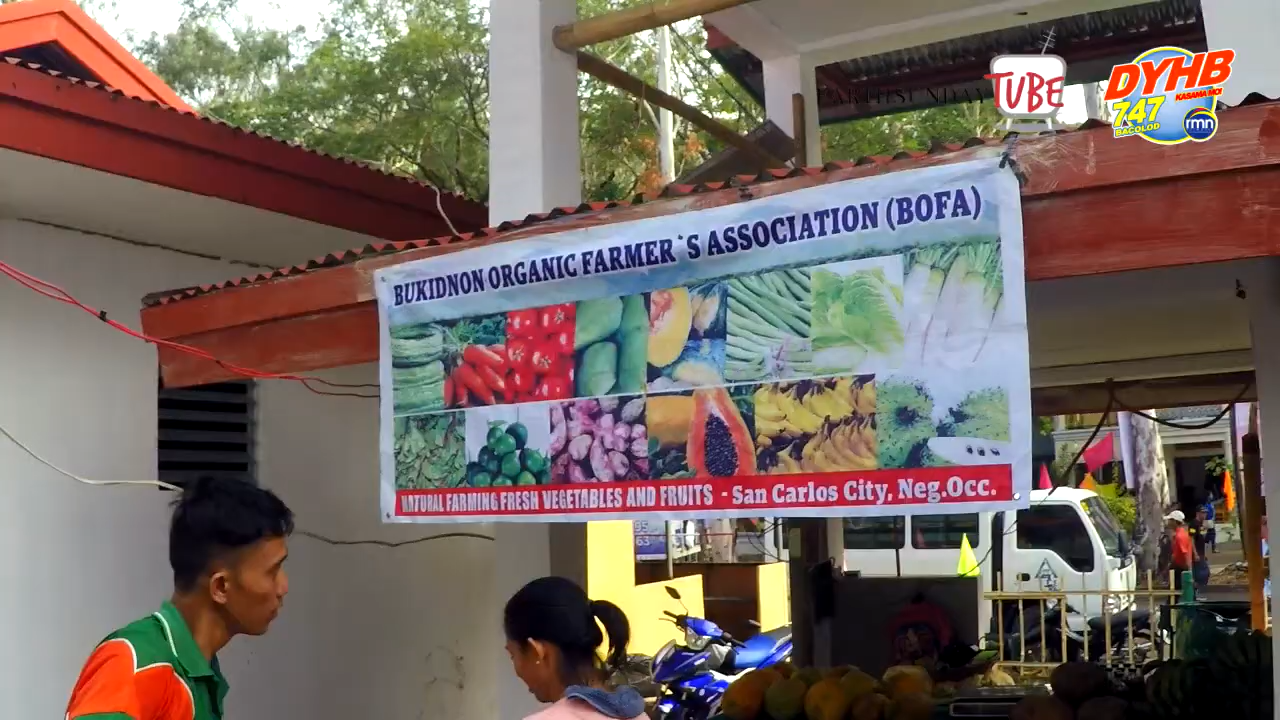 TUBE
DYHB
KASAMA MO!
747
BACOLOD
rmn
BUKIDNON ORGANIC FARMER`S ASSOCIATION (BOFA)
NATURAL FARMING FRESH VEGETABLES AND FRUITS - San Carlos City, Neg.Occ.
63